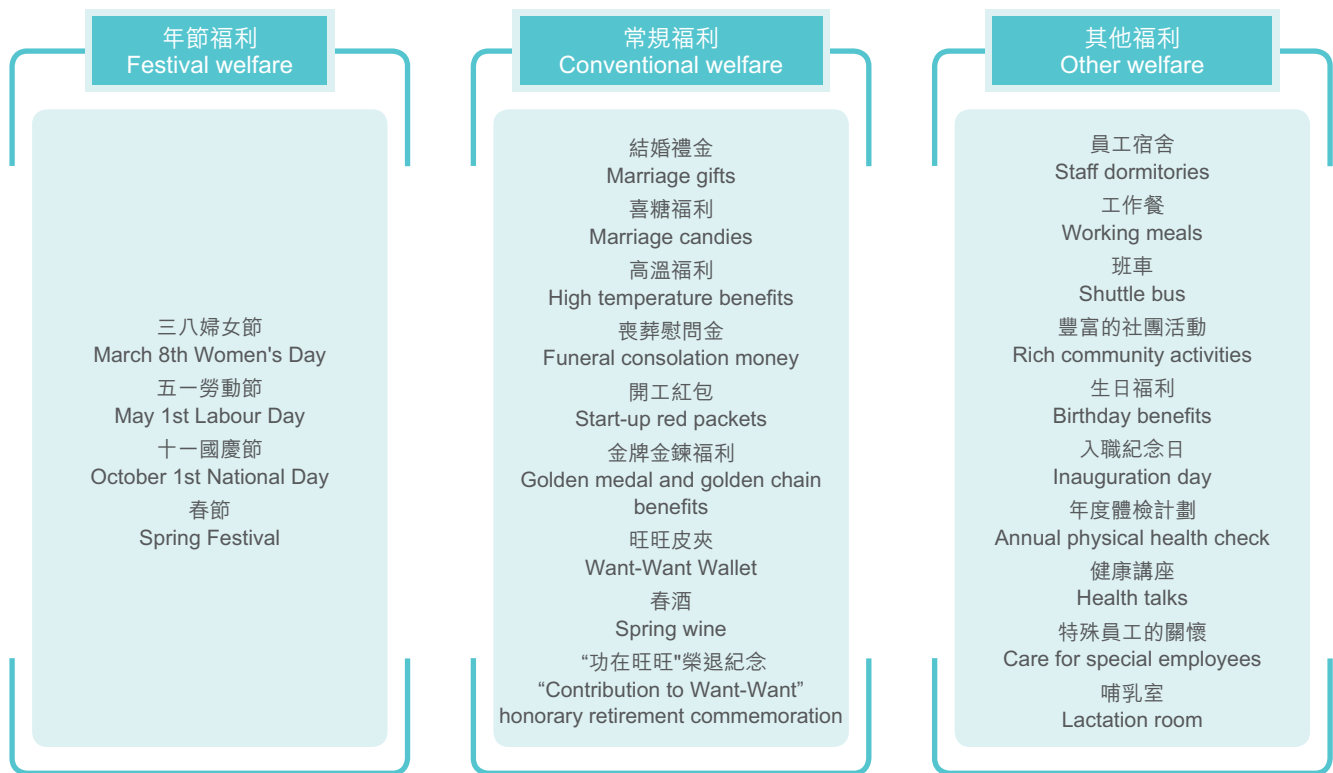 年節福利
Festival welfare
三八婦女節
March 8th Women's Day
五一勞動節
May 1st Labour Day
十一國慶節
October 1st National Day
春節
Spring Festival
常規福利
Conventional welfare
結婚禮金
Marriage gifts
喜糖福利
Marriage candies
高溫福利
High temperature benefits
喪葬慰問金
Funeral consolation money
開工紅包
Start-up red packets
金牌金鍊福利
Golden medal and golden chain
benefits
旺旺皮夾
Want-Want Wallet
春酒
Spring wine
“功在旺旺"榮退紀念
“Contribution to Want-Want”
honorary retirement commemoration
其他福利
Other welfare
員工宿舍
Staff dormitories
工作餐
Working meals
班車
Shuttle bus
豐富的社團活動
Rich community activities
生日福利
Birthday benefits
入職紀念日
Inauguration day
年度體檢計劃
Annual physical health check
健康講座
Health talks
特殊員工的關懷
Care for special employees
哺乳室
Lactation room